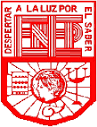 DESPERTAR
A LA LUZ POR
EL SABER
ENP